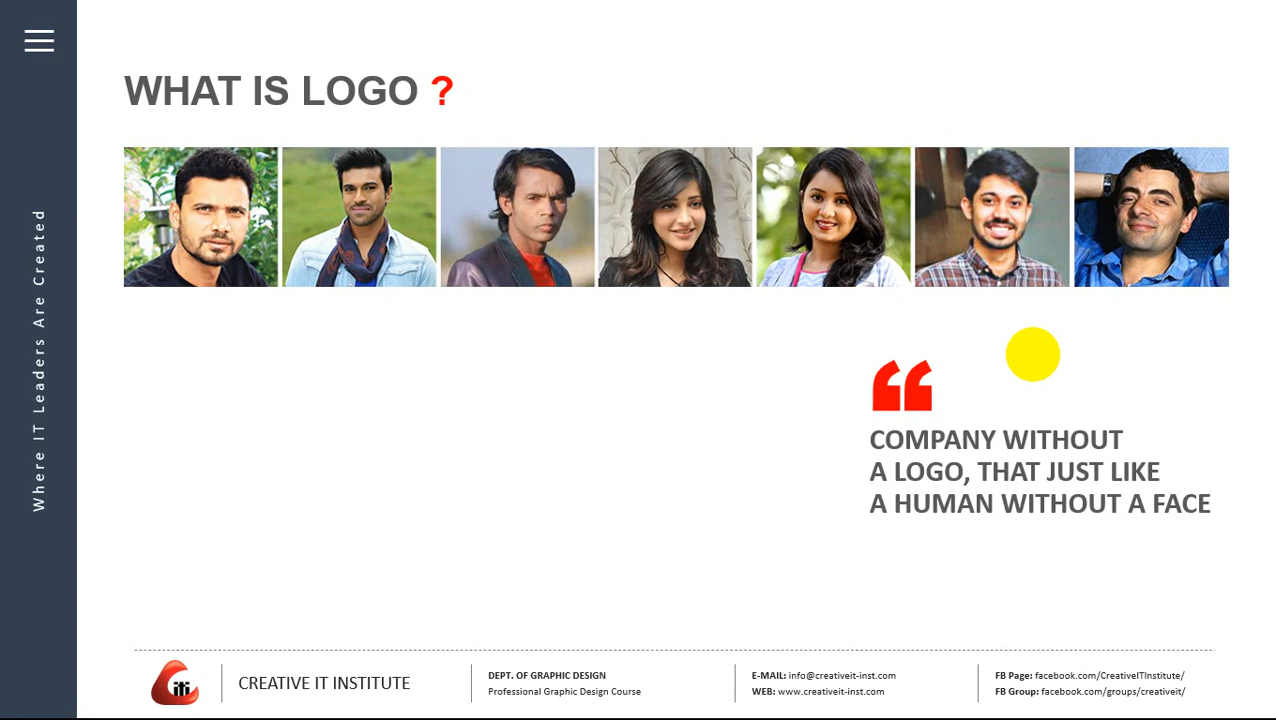 WHAT IS LOGO ?
Where IT Leaders Are Created
COMPANY WITHOUT
A LOGO, THAT JUST LIKE
A HUMAN WITHOUT A FACE
iti
CREATIVE IT INSTITUTE
DEPT. OF GRAPHIC DESIGN
Professional Graphic Design Course
E-MAIL: info@creativeit-inst.com
WEB: www.creativeit-inst.com
FB Page: facebook.com/CreativeITInstitute/
FB Group: facebook.com/groups/creativeit/